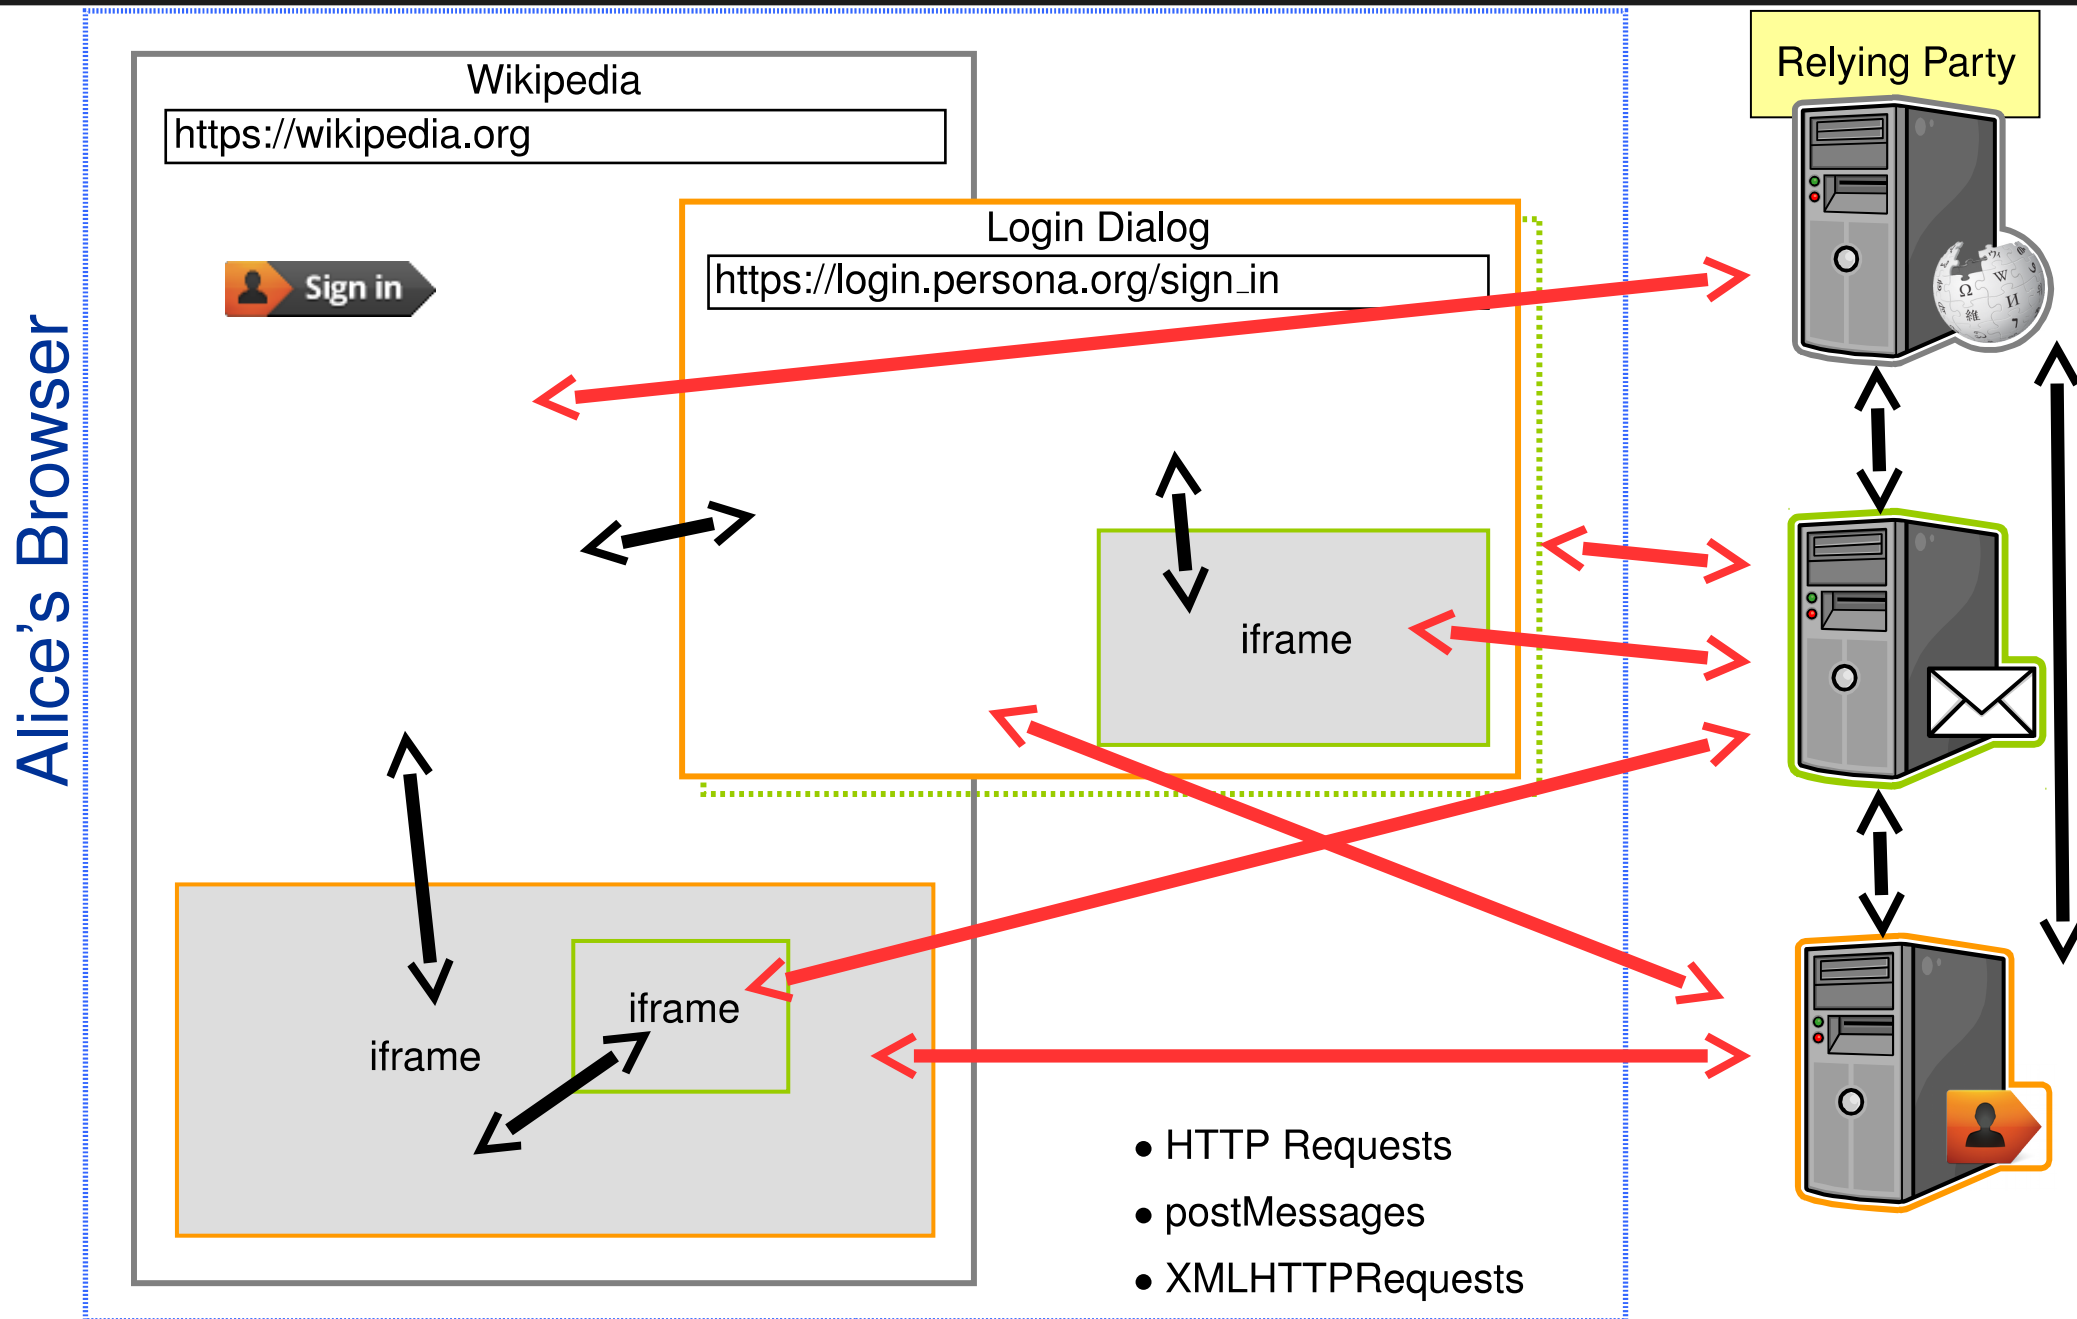 Alice's Browser
Wikipedia
https://wikipedia.org
Sign in
Login Dialog
https://login.persona.org/sign_in
iframe
iframe
iframe
• HTTP Requests
• postMessages
• XMLHTTPRequests
Relying Party
Ω
W
И
維